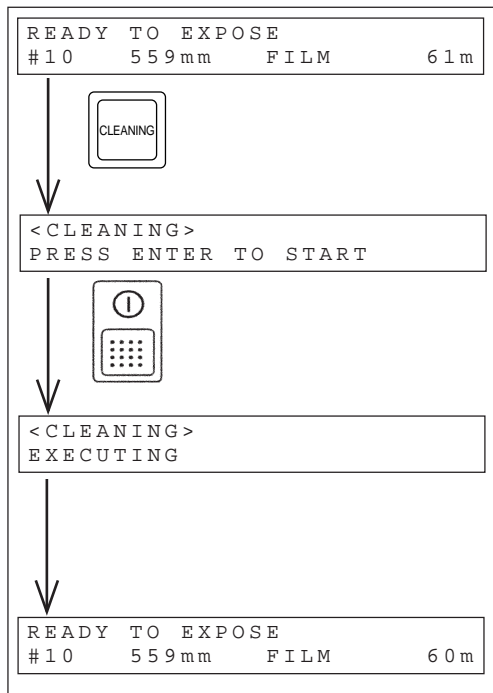 READY TO EXPOSE
#10 559mm FILM 61m
CLEANING
<CLEANING>
PRESS ENTER TO START
<CLEANING>
EXECUTING
READY TO EXPOSE
#10 559mm FILM 60m